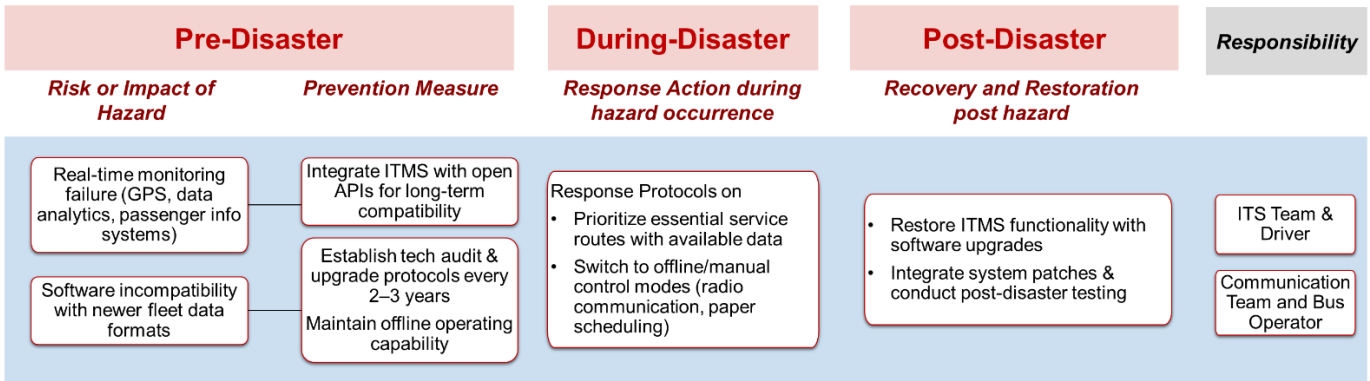 Pre-Disaster
During-Disaster
Post-Disaster
Responsibility
Risk or Impact of
Hazard
Prevention Measure
Response Action during
hazard occurrence
Recovery and Restoration
post hazard
Real-time monitoring
failure (GPS, data
analytics, passenger info
systems)
Software incompatibility
with newer fleet data
formats
Integrate ITMS with open
APIs for long-term
compatibility
Establish tech audit &
upgrade protocols every
2–3 years
Maintain offline operating
capability
Response Protocols on
• Prioritize essential service
routes with available data
• Switch to offline/manual
control modes (radio
communication, paper
scheduling)
• Restore ITMS functionality with
software upgrades
• Integrate system patches &
conduct post-disaster testing
ITS Team &
Driver
Communication
Team and Bus
Operator